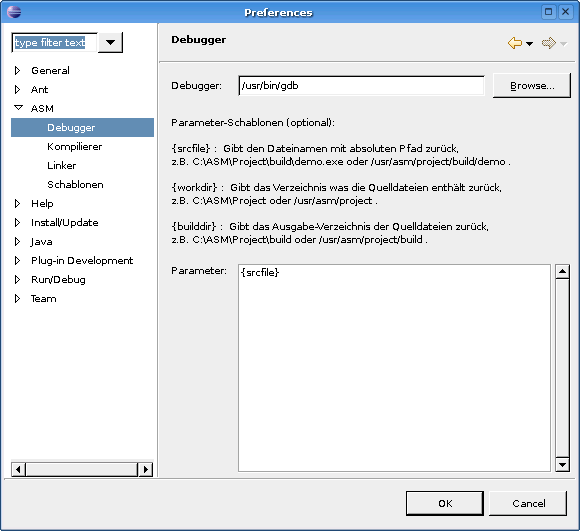 Preferences
type filter text
General
Ant
ASM
Debugger
Kompilierer
Linker
Schablonen
Help
Install/Update
Java
Plug-in Development
Run/Debug
Team
Debugger
Debugger:
/usr/bin/gdb
Browse...
Parameter-Schablonen (optional):
{srcfile} : Gibt den Dateinamen mit absoluten Pfad zurück,
z.B. C:\ASM\Project\build\demo.exe oder /usr/asm/project/build/demo .
{workdir} : Gibt das Verzeichnis was die Quelldateien enthält zurück,
z.B. C:\ASM\Project oder /usr/asm/project .
{builddir} : Gibt das Ausgabe-Verzeichnis der Quelldateien zurück,
z.B. C:\ASM\Project\build oder /usr/asm/project/build .
Parameter:
{srcfile}
OK
Cancel